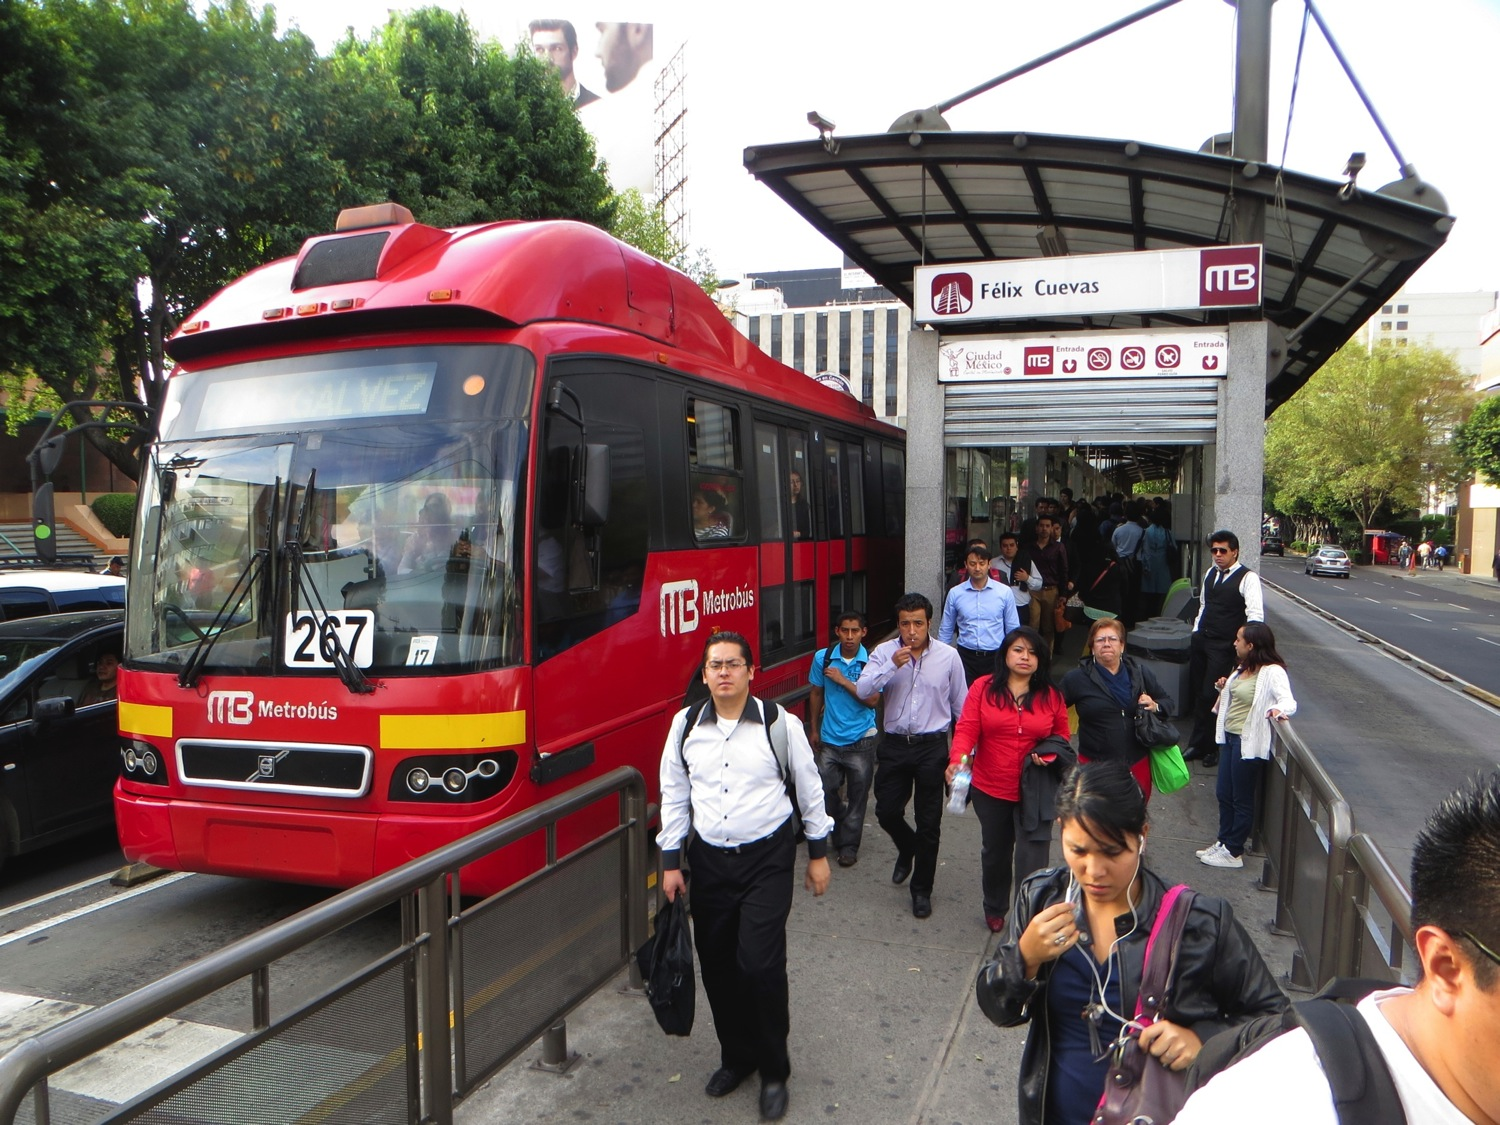 Félix Cuevas
MB
Ciudad
de
México
MB
Entrada
Entrada
GALVEZ
MB Metrobús
267
17
MB Metrobús